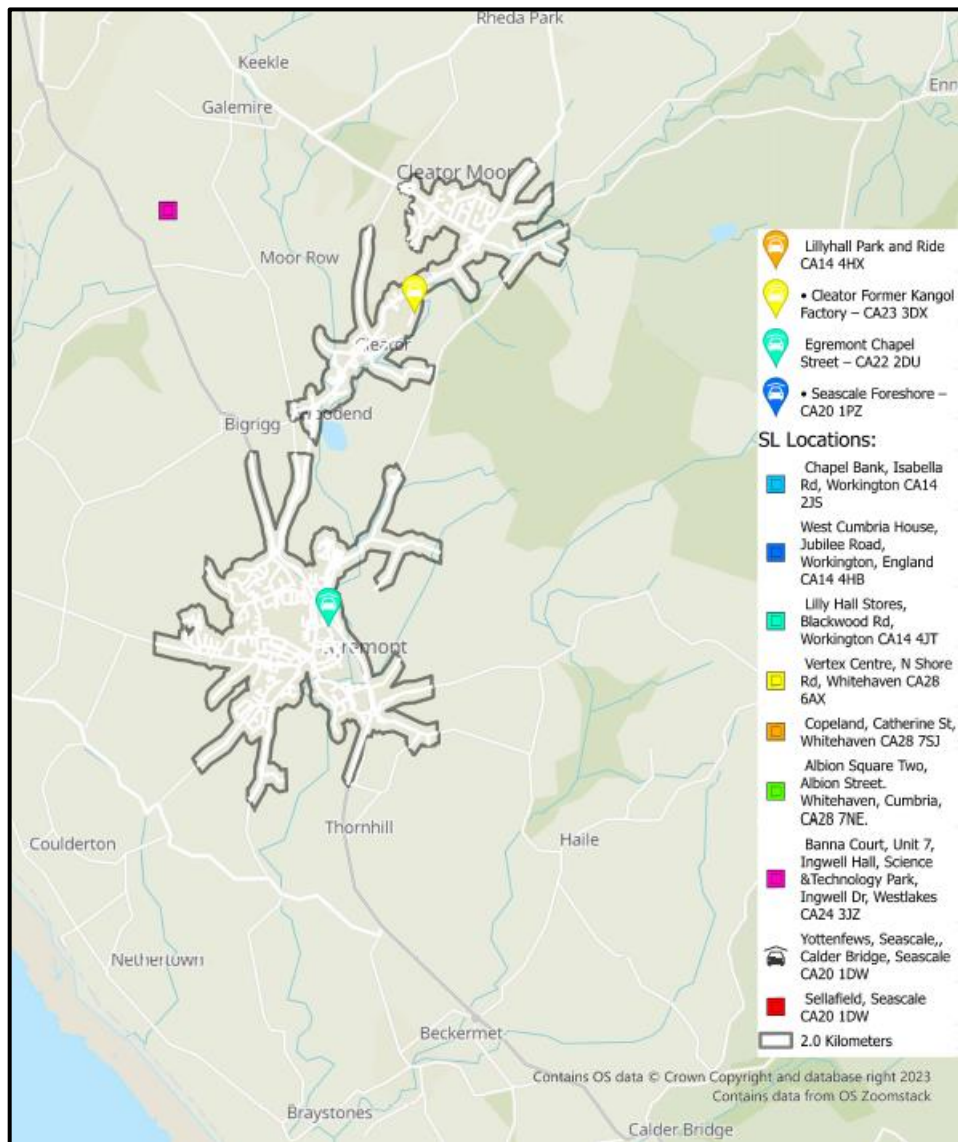 Rheda Park
Keekle
Galemire
Cleator Moor
Moor Row
Cleator
Bigrigg
Thornhill
Coulderton
Haile
Nethertown
Beckermet
Braystones
Calder Bridge
Lillyhall Park and Ride
CA14 4HX
• Cleator Former Kangol
Factory – CA23 3DX
Egremont Chapel
Street – CA22 2DU
• Seascale Foreshore –
CA20 1PZ
SL Locations:
Chapel Bank, Isabella
Rd, Workington CA14
2JS
West Cumbria House,
Jubilee Road,
Workington, England
CA14 4HB
Lilly Hall Stores,
Blackwood Rd,
Workington CA14 4JT
Vertex Centre, N Shore
Rd, Whitehaven CA28
6AX
Copeland, Catherine St,
Whitehaven CA28 7SJ
Albion Square Two,
Albion Street.
Whitehaven, Cumbria,
CA28 7NE.
Banna Court, Unit 7,
Ingwell Hall, Science
&Technology Park,
Ingwell Dr, Westlakes
CA24 3JZ
Yottenfews, Seascale,,
Calder Bridge, Seascale
CA20 1DW
Sellafield, Seascale
CA20 1DW
2.0 Kilometers
Contains OS data © Crown Copyright and database right 2023
Contains data from OS Zoomstack